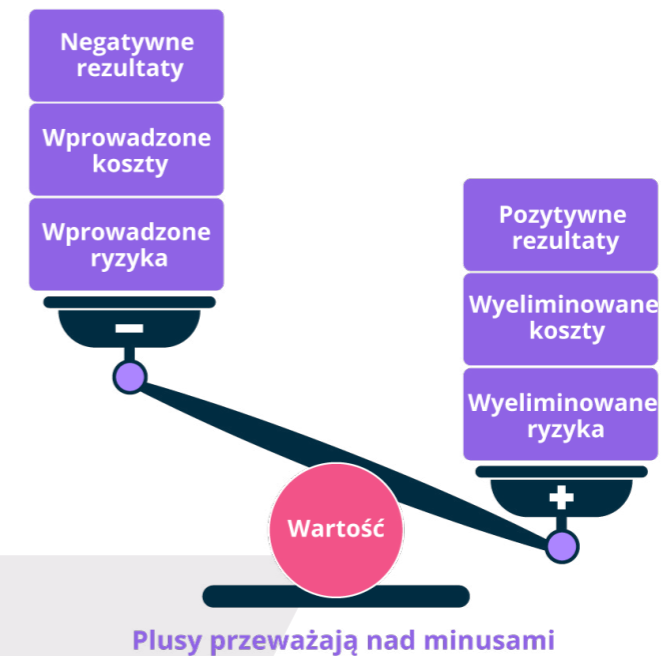 Negatywne
rezultaty
Wprowadzone
koszty
Wprowadzone
ryzyka
Pozytywne
rezultaty
Wyeliminowane
koszty
Wyeliminowane
ryzyka
Wartość
Plusy przeważają nad minusami